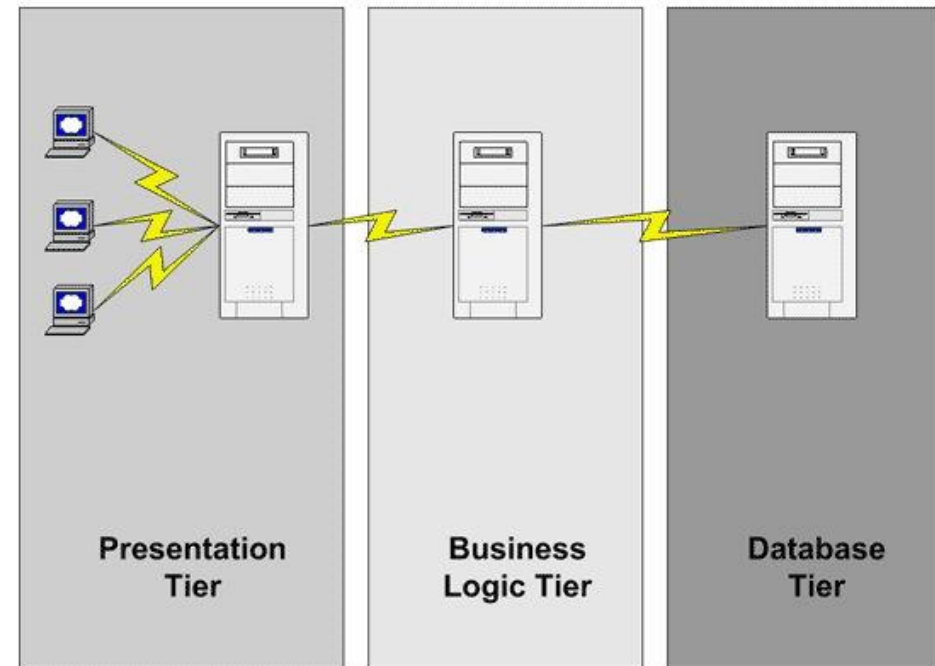 Presentation
Tier
Business
Logic Tier
Database
Tier